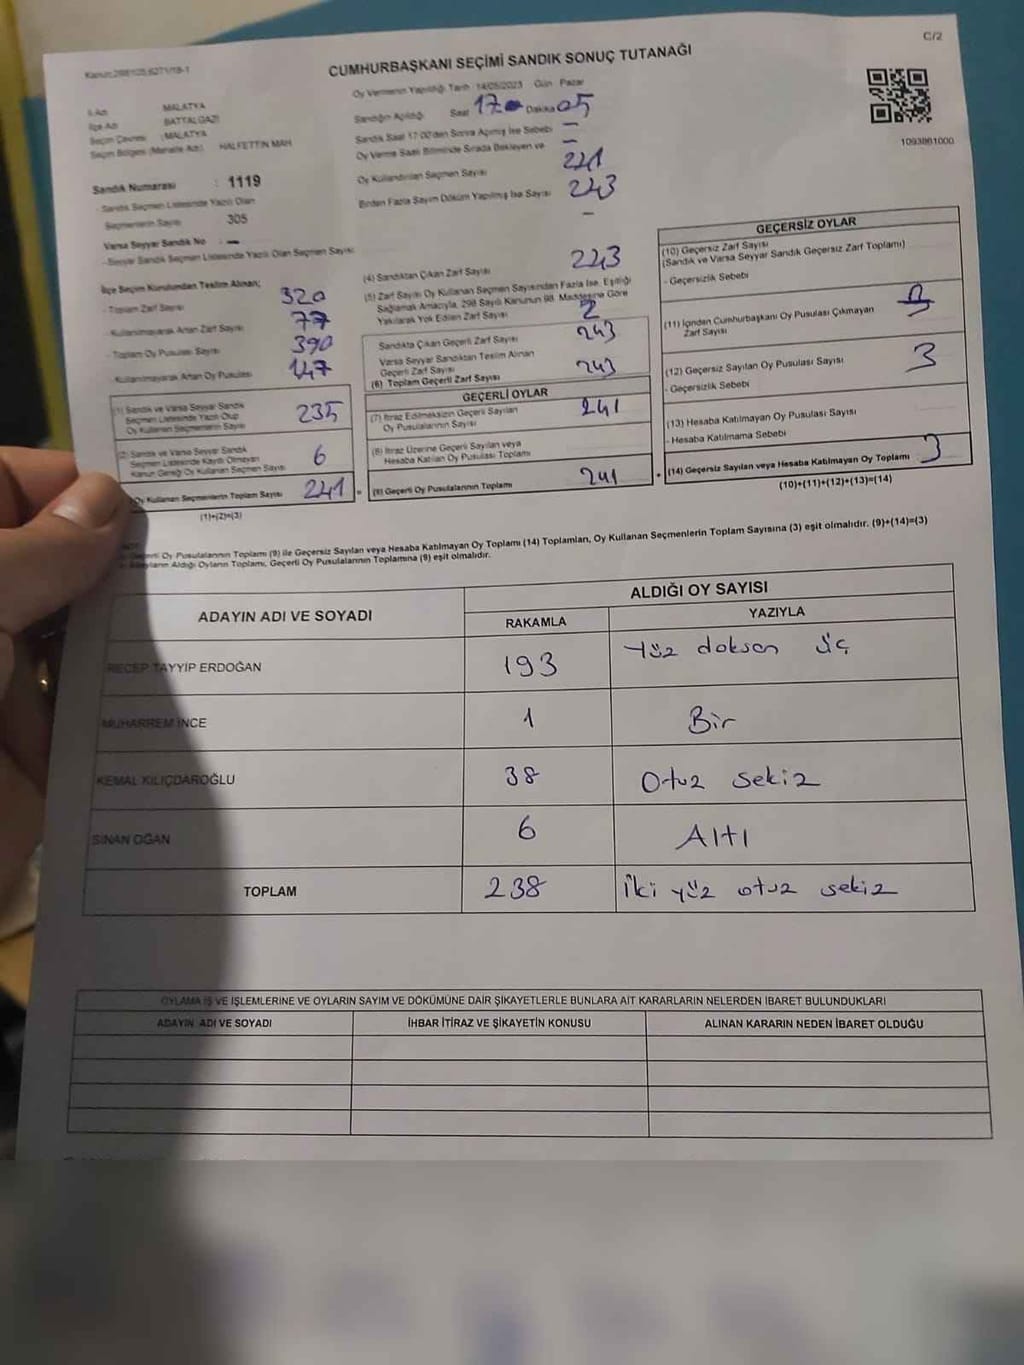 C/2
CUMHURBAŞKANI SEÇİMİ SANDIK SONUÇ TUTANAĞI
Oy Vermenin Yapıldığı Tarih : 14/05/2023 Gün : Pazar
İl Adı : MALATYA
İlçe Adı : BATTALGAZİ
Seçim Çevresi : MALATYA
Seçim Bölgesi (Mahalle Adı) : HALFETTİN MAH.
Sandık Numarası : 1119
- Sandık Seçmen Listesinde Yazılı Olan
Seçmenlerin Sayısı 305
Varsa Seyyar Sandık No : -
- Seyyar Sandık Seçmen Listesinde Yazılı Olan Seçmen Sayısı
İlçe Seçim Kurulundan Teslim Alınan;
- Toplam Zarf Sayısı 320
- Kullanılmayarak Artan Zarf Sayısı 77
- Toplam Oy Pusulası Sayısı 390
- Kullanılmayarak Artan Oy Pusulası 147
(1) Sandık ve Varsa Seyyar Sandık
Seçmen Listesinde Yazılı Olup
Oy Kullanan Seçmenlerin Sayısı 235
(2) Sandık ve Varsa Seyyar Sandık
Seçmen Listesinde Kayıtlı Olmayan
Kanun Gereği Oy Kullanan Seçmen Sayısı 6
Oy Kullanan Seçmenlerin Toplam Sayısı 241
(1)+(2)=(3)
Sandığın Açıldığı Saat 17 Dakika 05
Sandık Saat 17:00'den Sonra Açılmış İse Sebebi -
Oy Verme Saati Bitiminde Sırada Bekleyen ve -
Oy Kullandırılan Seçmen Sayısı 241
Birden Fazla Sayım Döküm Yapılmış İse Sayısı 243
-
(4) Sandıktan Çıkan Zarf Sayısı 243
(5) Zarf Sayısı Oy Kullanan Seçmen Sayısından Fazla İse, Eşitliği
Sağlamak Amacıyla, 298 Sayılı Kanunun 98. Maddesine Göre
Yakılarak Yok Edilen Zarf Sayısı 2
Sandıkta Çıkan Geçerli Zarf Sayısı 243
Varsa Seyyar Sandıktan Teslim Alınan
Geçerli Zarf Sayısı
(6) Toplam Geçerli Zarf Sayısı 243
GEÇERLİ OYLAR
(7) İtiraz Edilmeksizin Geçerli Sayılan
Oy Pusulasının Sayısı 241
(8) İtiraz Üzerine Geçerli Sayılan veya
Hesaba Katılan Oy Pusulası Toplamı
(9) Geçerli Oy Pusulalarının Toplamı 241
1093861000
GEÇERSİZ OYLAR
(10) Geçersiz Zarf Sayısı
(Sandık ve Varsa Seyyar Sandık Geçersiz Zarf Toplamı)
- Geçersizlik Sebebi
(11) İçinden Cumhurbaşkanı Oy Pusulası Çıkmayan
Zarf Sayısı
(12) Geçersiz Sayılan Oy Pusulası Sayısı 3
- Geçersizlik Sebebi
(13) Hesaba Katılmayan Oy Pusulası Sayısı
- Hesaba Katılmama Sebebi
(14) Geçersiz Sayılan veya Hesaba Katılmayan Oy Toplamı 3
(10)+(11)+(12)+(13)=(14)
Geçerli Oy Pusulalarının Toplamı (9) ile Geçersiz Sayılan veya Hesaba Katılmayan Oy Toplamı (14) Toplamları, Oy Kullanan Seçmenlerin Toplam Sayısına (3) eşit olmalıdır. (9)+(14)=(3)
Adayların Aldığı Oyların Toplamı, Geçerli Oy Pusulalarının Toplamına (9) eşit olmalıdır.
ADAYIN ADI VE SOYADI ALDIĞI OY SAYISI
RAKAMLA YAZIYLA
RECEP TAYYİP ERDOĞAN 193 Yüz doksan üç
MUHARREM İNCE 1 Bir
KEMAL KILIÇDAROĞLU 38 Otuz sekiz
SİNAN OĞAN 6 Altı
TOPLAM 238 İki yüz otuz sekiz
OYLAMA İŞ VE İŞLEMLERİNE VE OYLARIN SAYIM VE DÖKÜMÜNE DAİR ŞİKAYETLERLE BUNLARA AİT KARARLARIN NELERDEN İBARET BULUNDUKLARI
ADAYIN ADI VE SOYADI İHBAR İTİRAZ VE ŞİKAYETİN KONUSU ALINAN KARARIN NEDEN İBARET OLDUĞU